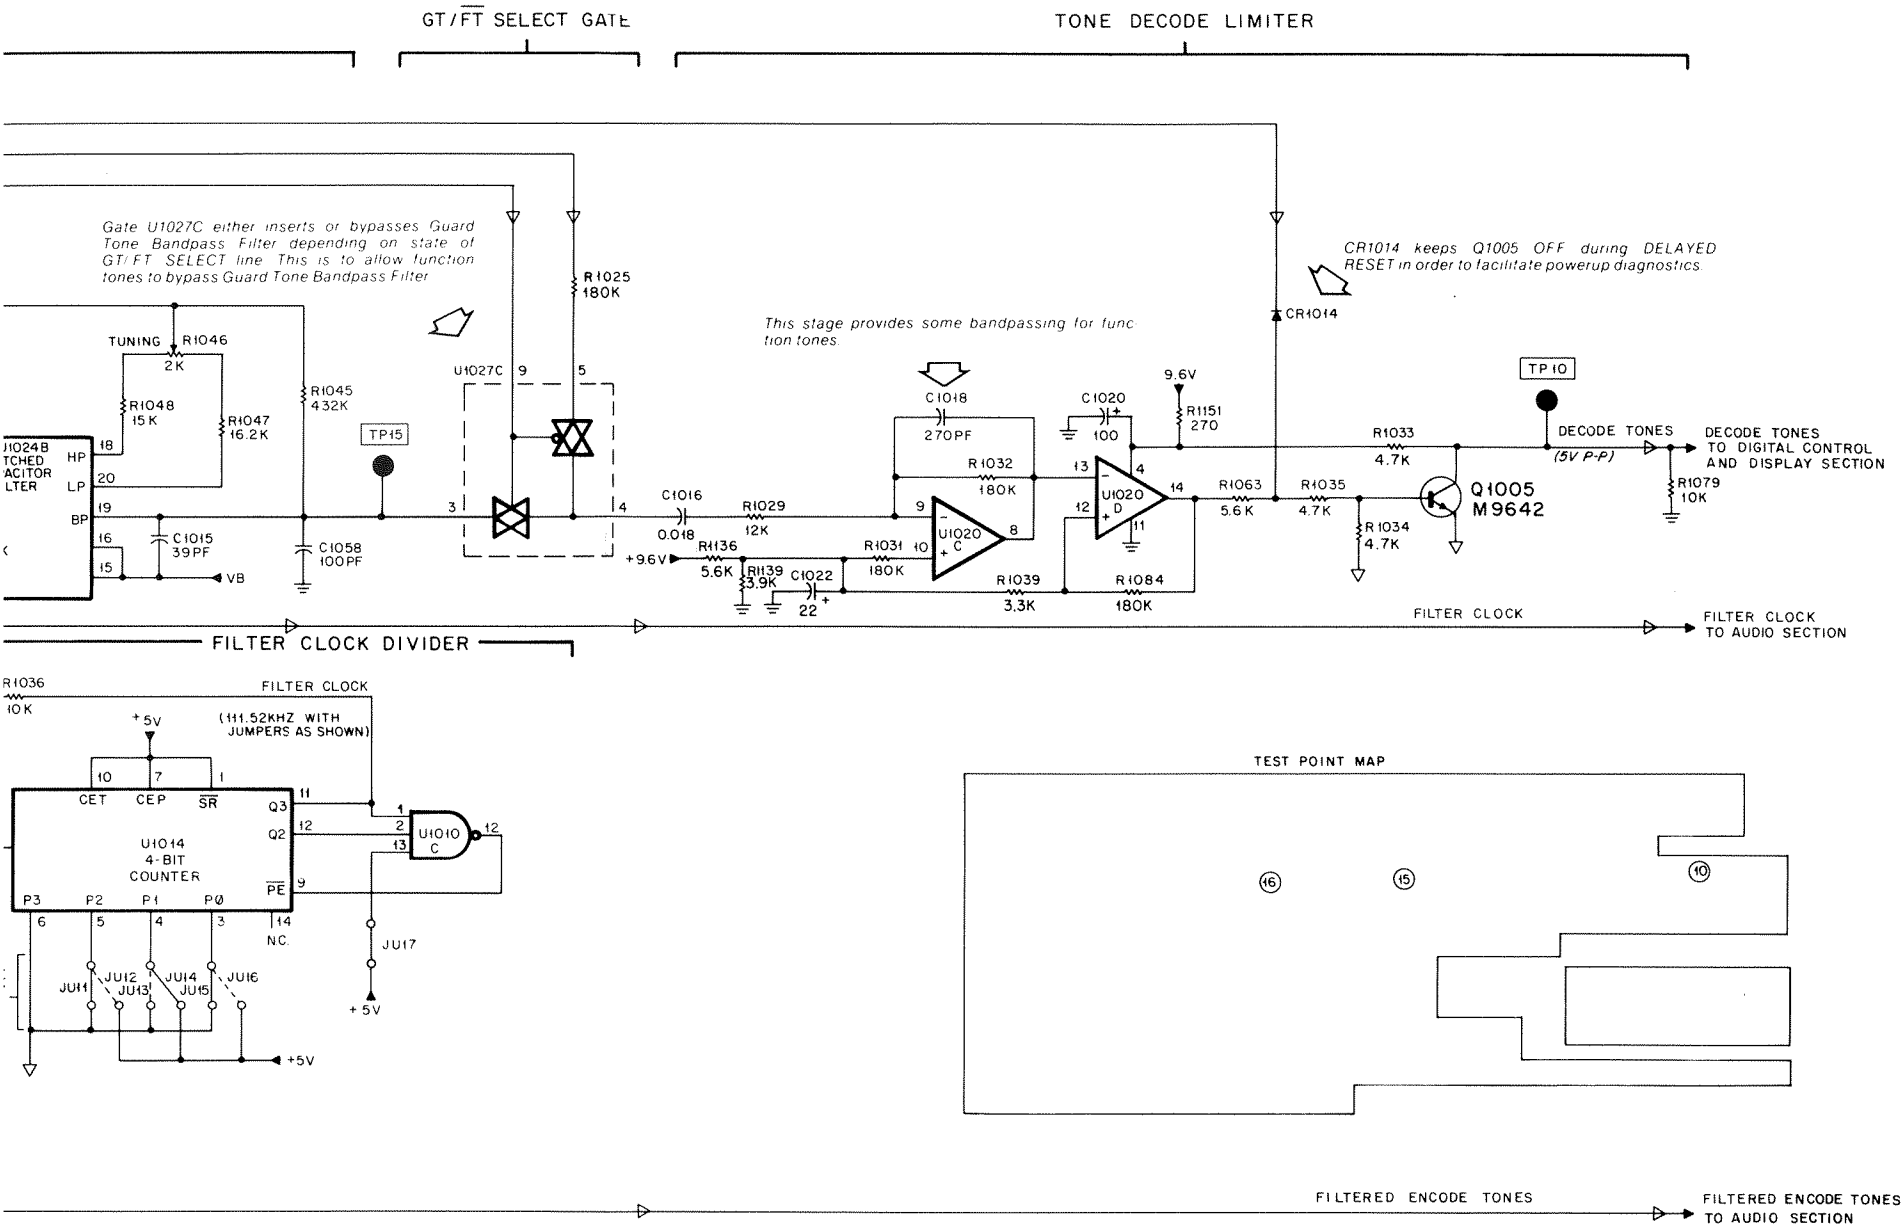 GT/FT SELECT GATE
TONE DECODE LIMITER
Gate U1027C either inserts or bypasses Guard
Tone Bandpass Filter depending on state of
GT/FT SELECT line This is to allow function
tones to bypass Guard Tone Bandpass Filter
R1025
180K
CR1014 keeps Q1005 OFF during DELAYED
RESET in order to facilitate powerup diagnostics.
CR1014
This stage provides some bandpassing for func-
tion tones.
TUNING
R1046
2K
R1048
15K
R1047
16.2K
R1045
432K
TP15
U1027C
9
5
3
4
U1024B
TCHED
ACITOR
LTER
HP
LP
BP
18
20
19
16
15
C1015
39PF
VB
C1058
100PF
C1016
0.018
R1029
12K
C1018
270PF
R1032
180K
9
10
U1020
C
8
+9.6V
R1136
5.6K
R1139
3.9K
C1022
+
22
R1031
180K
R1039
3.3K
R1084
180K
C1020
+
100
9.6V
R1151
270
13
12
4
U1020
D
11
14
R1063
5.6K
R1035
4.7K
R1033
4.7K
R1034
4.7K
Q1005
M9642
TP10
DECODE TONES
(5V P-P)
R1079
10K
DECODE TONES
TO DIGITAL CONTROL
AND DISPLAY SECTION
FILTER CLOCK
FILTER CLOCK
TO AUDIO SECTION
FILTER CLOCK DIVIDER
R1036
10K
FILTER CLOCK
(111.52KHZ WITH
JUMPERS AS SHOWN)
+5V
10
7
1
CET
CEP
SR
Q3
11
Q2
12
U1014
4-BIT
COUNTER
PE
9
P3
P2
P1
P0
6
5
4
3
14
N.C.
1
2
13
U1010
C
12
JU17
+5V
JU11
JU12
JU13
JU14
JU15
JU16
+5V
TEST POINT MAP
16
15
10
FILTERED ENCODE TONES
FILTERED ENCODE TONES
TO AUDIO SECTION